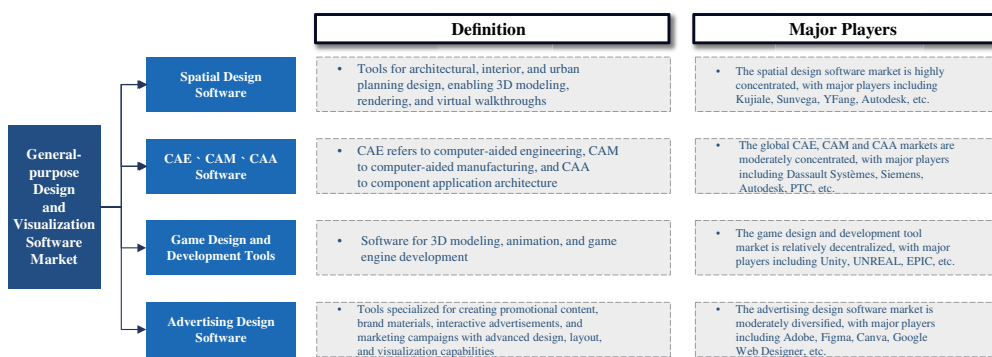 Definition
Major Players
General-
purpose
Design
and
Visualization
Software
Market
Spatial Design
Software
• Tools for architectural, interior, and urban
planning design, enabling 3D modeling,
rendering, and virtual walkthroughs
• The spatial design software market is highly
concentrated, with major players including
Kujiale, Sunvega, YFang, Autodesk, etc.
CAE、CAM、CAA
Software
• CAE refers to computer-aided engineering, CAM
to computer-aided manufacturing, and CAA
to component application architecture
• The global CAE, CAM and CAA markets are
moderately concentrated, with major players
including Dassault Systèmes, Siemens,
Autodesk, PTC, etc.
Game Design and
Development Tools
• Software for 3D modeling, animation, and game
engine development
• The game design and development tool
market is relatively decentralized, with major
players including Unity, UNREAL, EPIC, etc.
Advertising Design
Software
• Tools specialized for creating promotional content,
brand materials, interactive advertisements, and
marketing campaigns with advanced design, layout,
and visualization capabilities
• The advertising design software market is
moderately diversified, with major players
including Adobe, Figma, Canva, Google
Web Designer, etc.